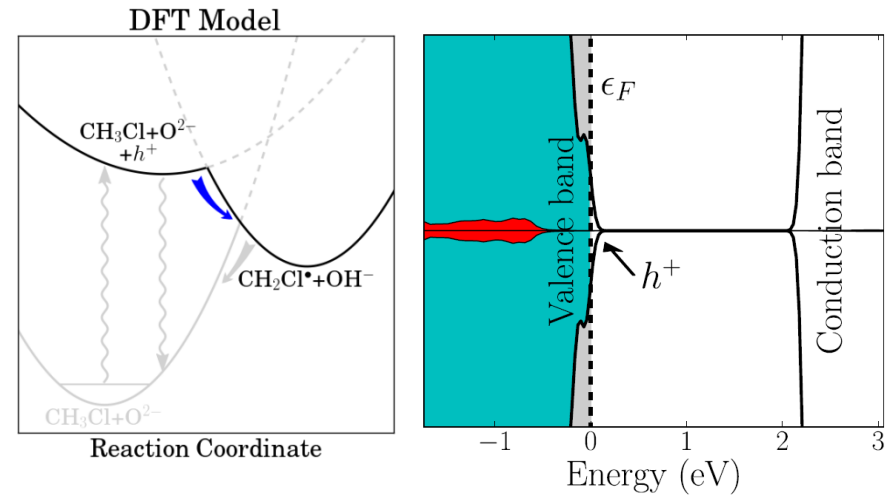 DFT Model
CH₃Cl+O²⁻
+h⁺
CH₂Cl•+OH⁻
CH₃Cl+O²⁻
Reaction Coordinate
ϵ_F
Valence band
h⁺
Conduction band
−1 0 1 2 3
Energy (eV)